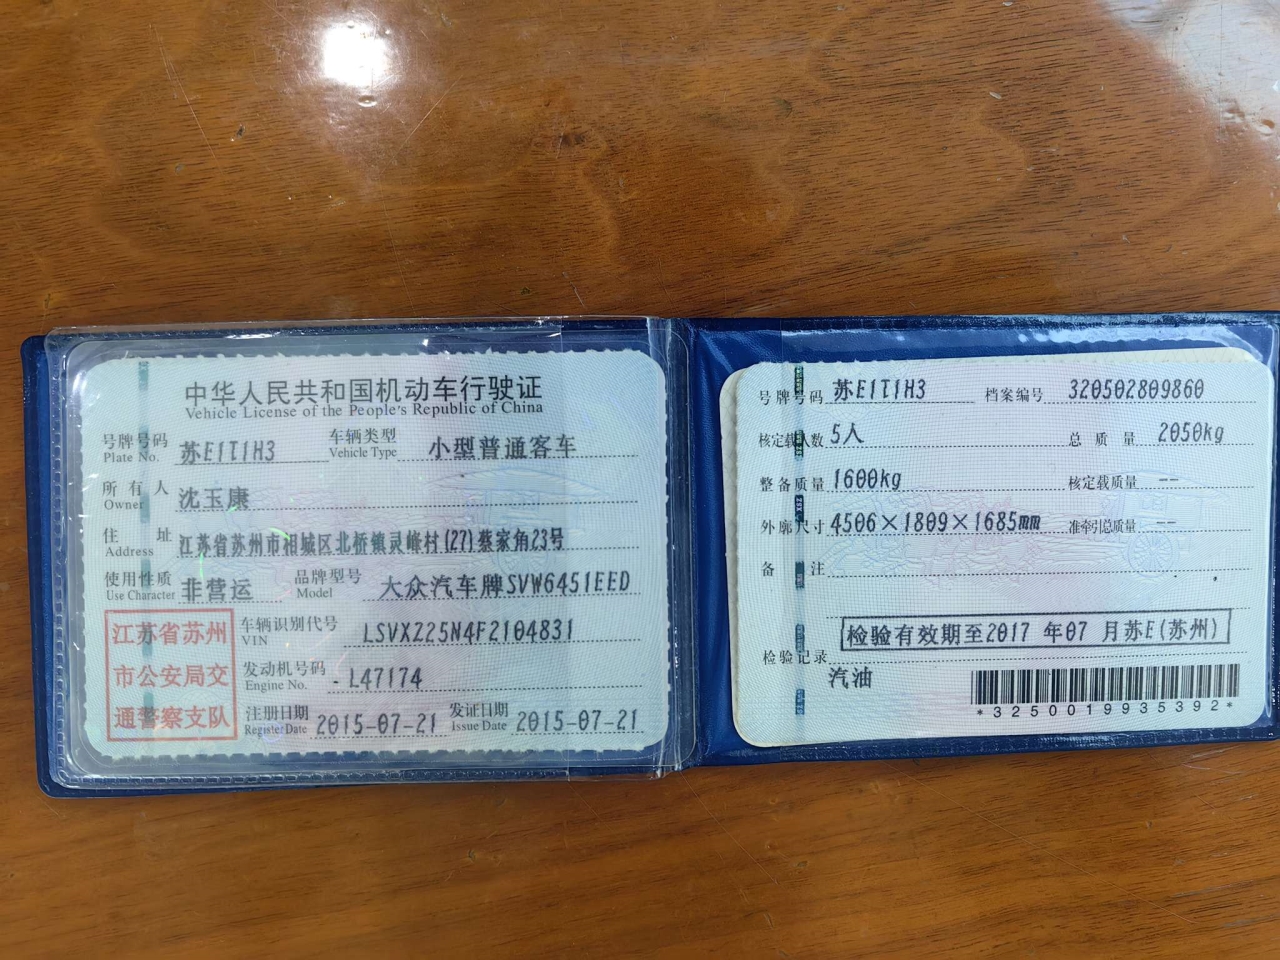 中华人民共和国机动车行驶证
Vehicle License of the People's Republic of China
号牌号码 苏E1T1H3 车辆类型 小型普通客车
Plate No. Vehicle Type
所有人 沈玉康
Owner
住址 江苏省苏州市相城区北桥镇灵峰村(27)蔡家角23号
Address
使用性质 非营运 品牌型号 大众汽车牌SVW6451EED
Use Character Model
江苏省苏州
市公安局交
通警察支队
车辆识别代号 LSVXZ25N4F2104831
VIN
发动机号码 L47174
Engine No.
注册日期 2015-07-21 发证日期 2015-07-21
Register Date Issue Date
号牌号码 苏E1T1H3 档案编号 320502809860
核定载人数 5人 总质量 2050kg
整备质量 1600kg 核定载质量 --
外廓尺寸 4506×1809×1685mm 准牵引总质量 --
备注
检验有效期至2017 年07 月苏E(苏州)
检验记录
汽油
*3250019935392*